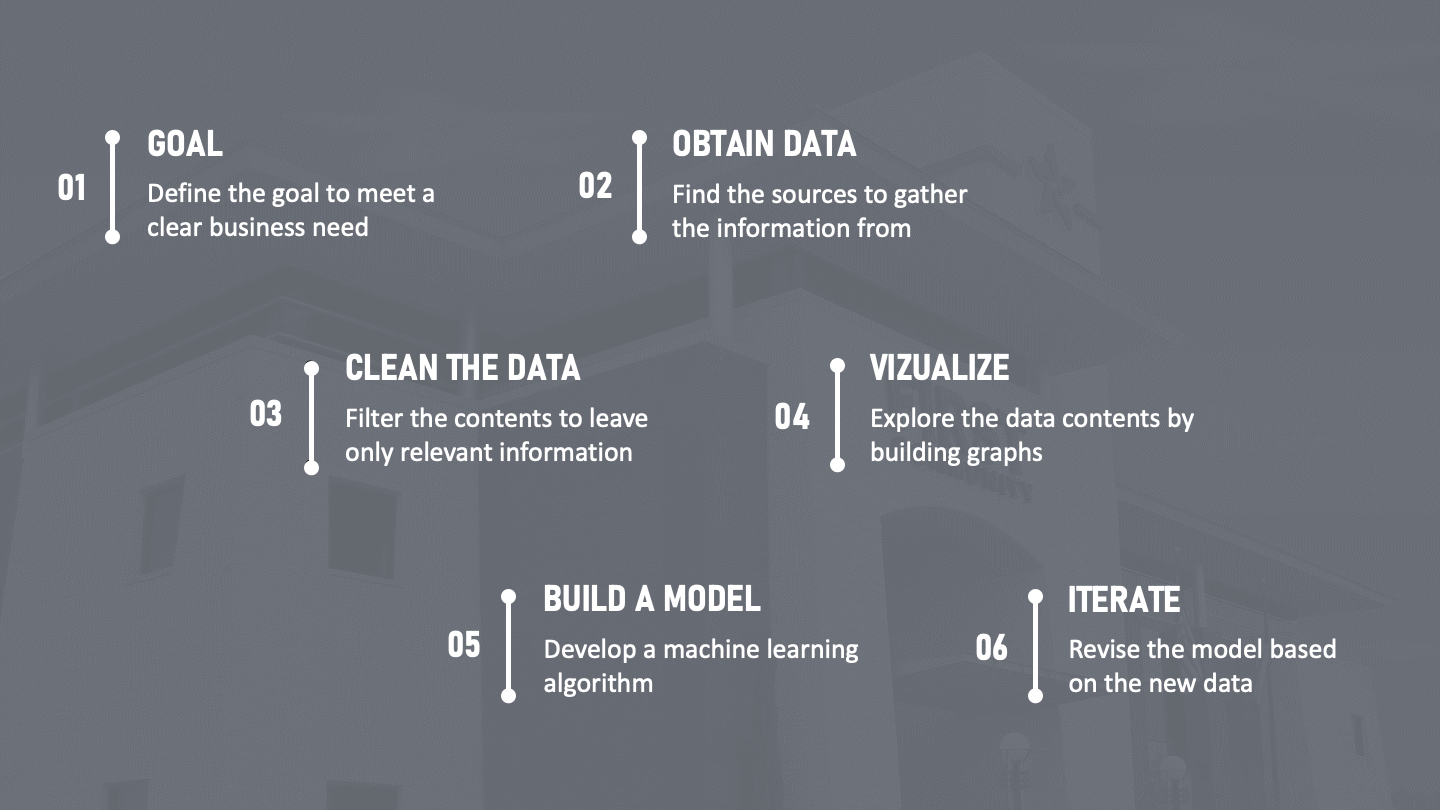 01
GOAL
Define the goal to meet a
clear business need
02
OBTAIN DATA
Find the sources to gather
the information from
03
CLEAN THE DATA
Filter the contents to leave
only relevant information
04
VIZUALIZE
Explore the data contents by
building graphs
05
BUILD A MODEL
Develop a machine learning
algorithm
06
ITERATE
Revise the model based
on the new data